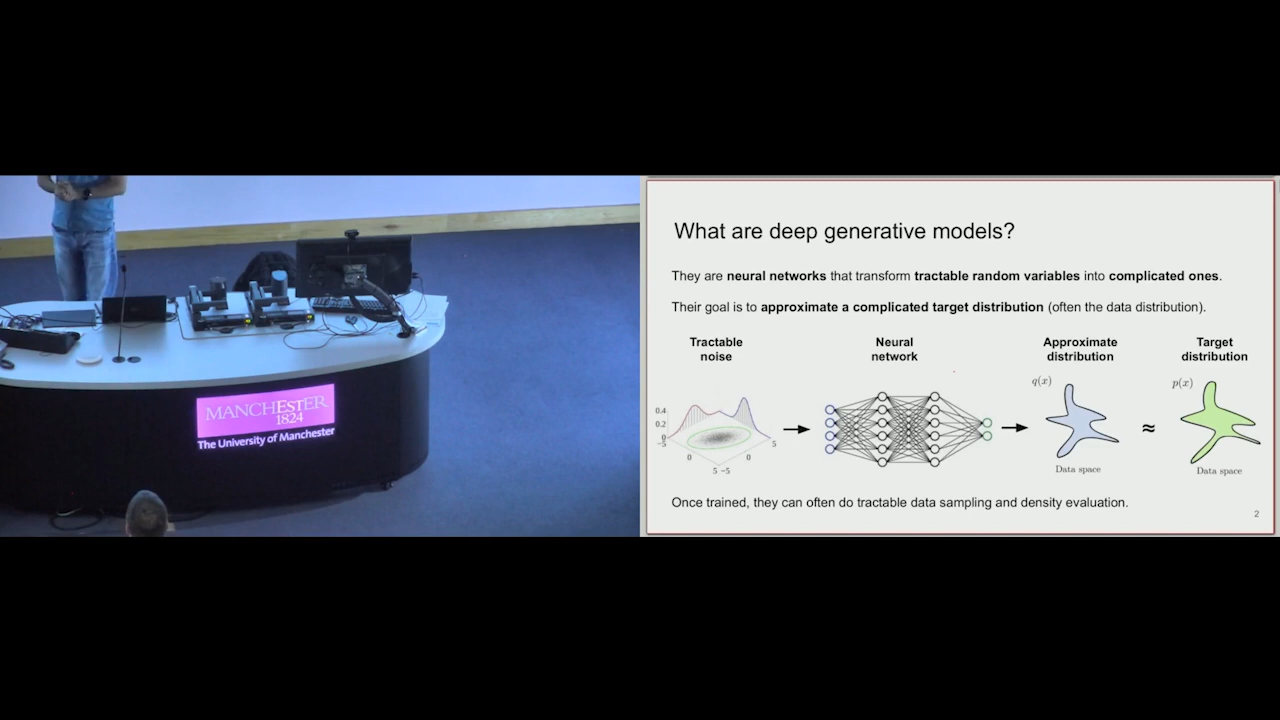 MANCHESTER
1824
The University of Manchester
What are deep generative models?
They are neural networks that transform tractable random variables into complicated ones.
Their goal is to approximate a complicated target distribution (often the data distribution).
Tractable
noise
Neural
network
Approximate
distribution
Target
distribution
q(x)
p(x)
0.4
0.2
0
−5
0
5 −5
0
5
≈
Data space
Data space
Once trained, they can often do tractable data sampling and density evaluation.
2